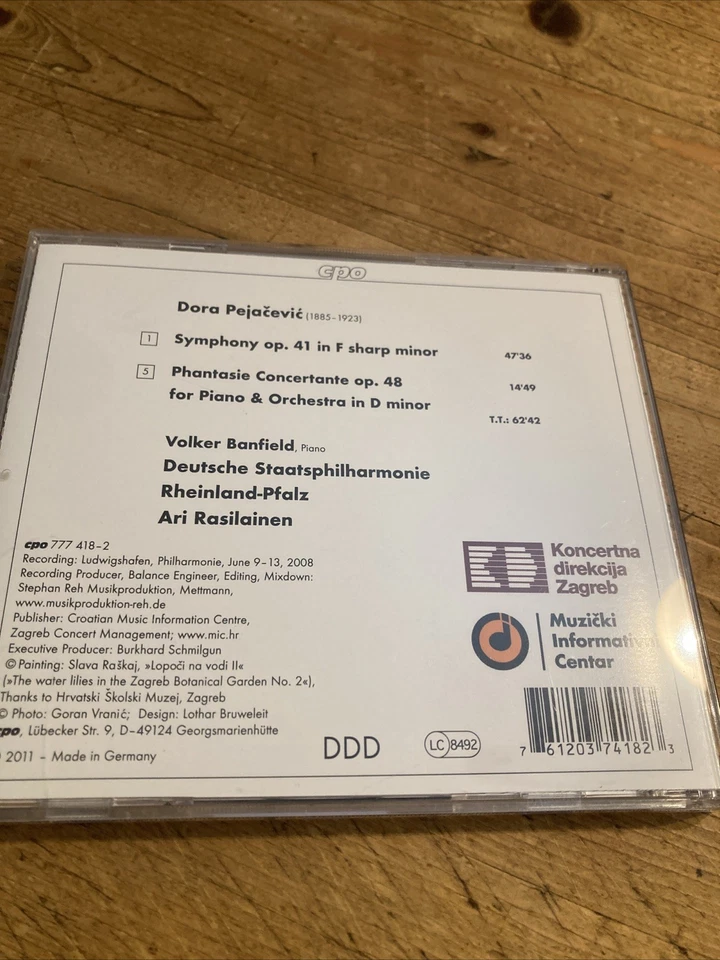 cpo
Dora Pejačević (1885–1923)
1 Symphony op. 41 in F sharp minor 47'36
5 Phantasie Concertante op. 48 14'49
for Piano & Orchestra in D minor
T.T.: 62'42
Volker Banfield, Piano
Deutsche Staatsphilharmonie
Rheinland-Pfalz
Ari Rasilainen
cpo 777 418–2
Recording: Ludwigshafen, Philharmonie, June 9–13, 2008
Recording Producer, Balance Engineer, Editing, Mixdown:
Stephan Reh Musikproduktion, Mettmann,
www.musikproduktion-reh.de
Publisher: Croatian Music Information Centre,
Zagreb Concert Management; www.mic.hr
Executive Producer: Burkhard Schmilgun
© Painting: Slava Raškaj, »Lopoči na vodi II«
(»The water lilies in the Zagreb Botanical Garden No. 2«),
Thanks to Hrvatski Školski Muzej, Zagreb
© Photo: Goran Vranić; Design: Lothar Bruweleit
cpo, Lübecker Str. 9, D–49124 Georgsmarienhütte
2011 – Made in Germany
DDD
LC 8492
Koncertna
direkcija
Zagreb
Muzički
Informativni
Centar
7 61203 74182 3